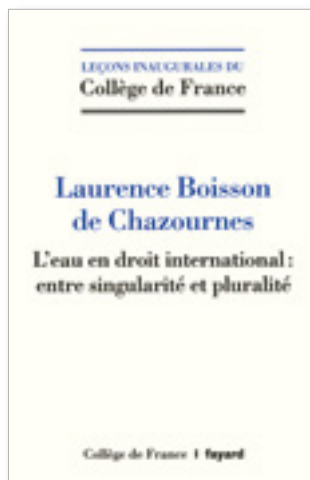 LEÇONS INAUGURALES DU
Collège de France
Laurence Boisson
de Chazournes
L'eau en droit international :
entre singularité et pluralité
Collège de France | fayard